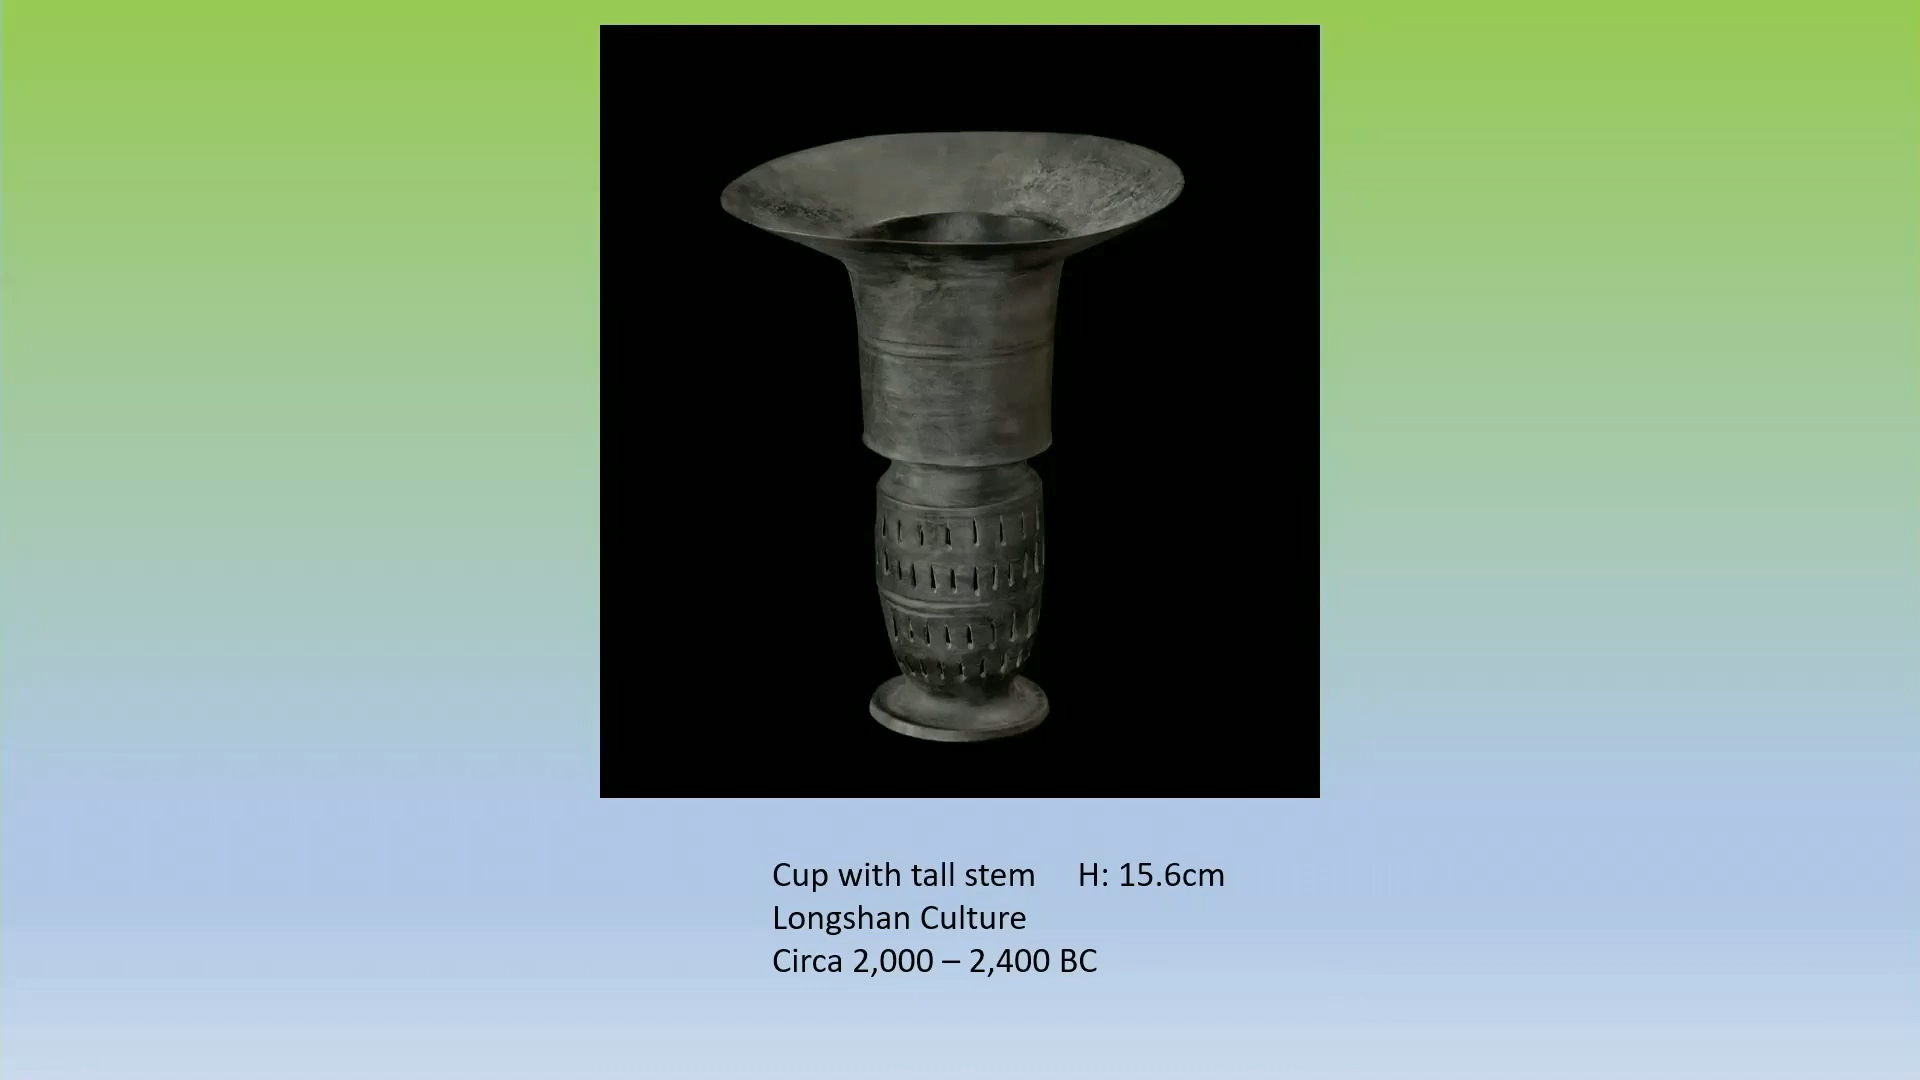 Cup with tall stem     H: 15.6cm
Longshan Culture
Circa 2,000 – 2,400 BC